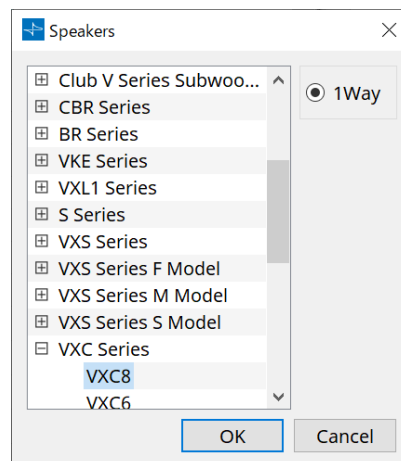 Speakers
Club V Series Subwoo...
CBR Series
BR Series
VKE Series
VXL1 Series
S Series
VXS Series
VXS Series F Model
VXS Series M Model
VXS Series S Model
VXC Series
VXC8
VXC6
1Way
OK
Cancel